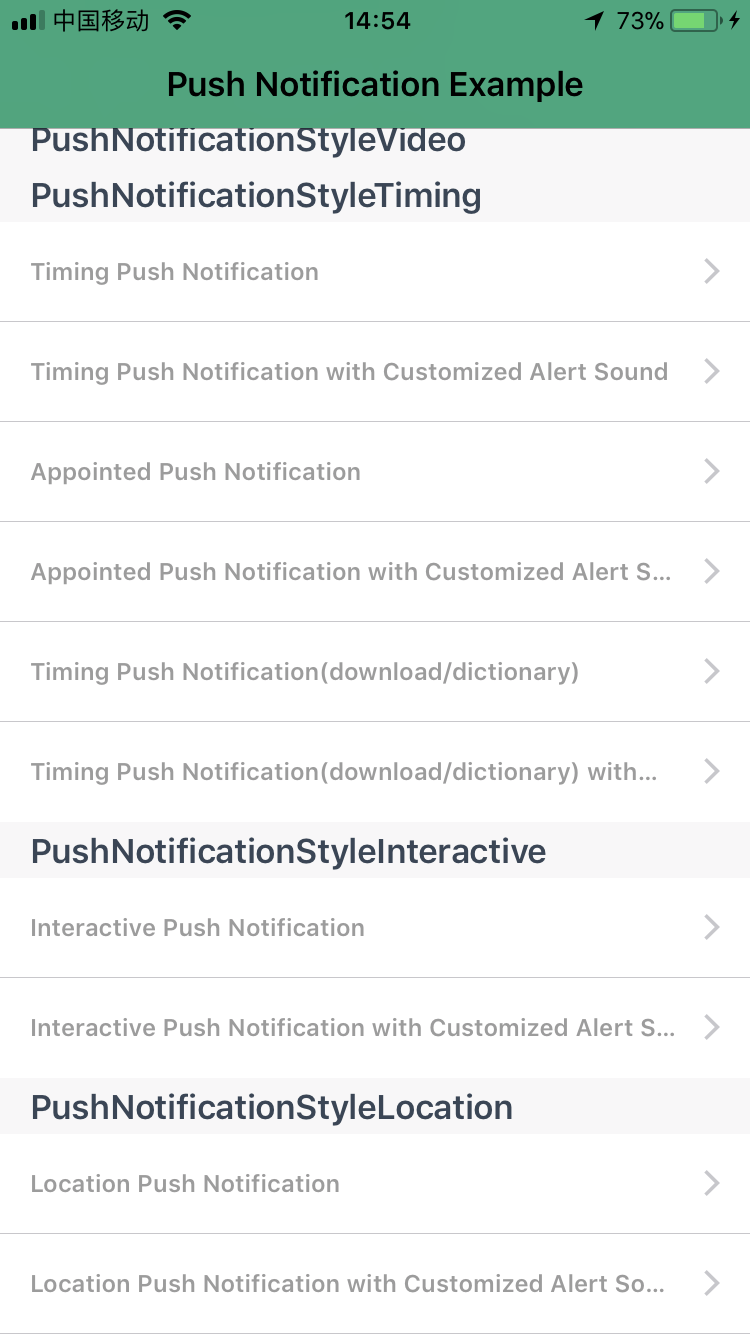 中国移动 14:54 73%
Push Notification Example
PushNotificationStyleVideo
PushNotificationStyleTiming
Timing Push Notification
Timing Push Notification with Customized Alert Sound
Appointed Push Notification
Appointed Push Notification with Customized Alert S...
Timing Push Notification(download/dictionary)
Timing Push Notification(download/dictionary) with...
PushNotificationStyleInteractive
Interactive Push Notification
Interactive Push Notification with Customized Alert S...
PushNotificationStyleLocation
Location Push Notification
Location Push Notification with Customized Alert So...